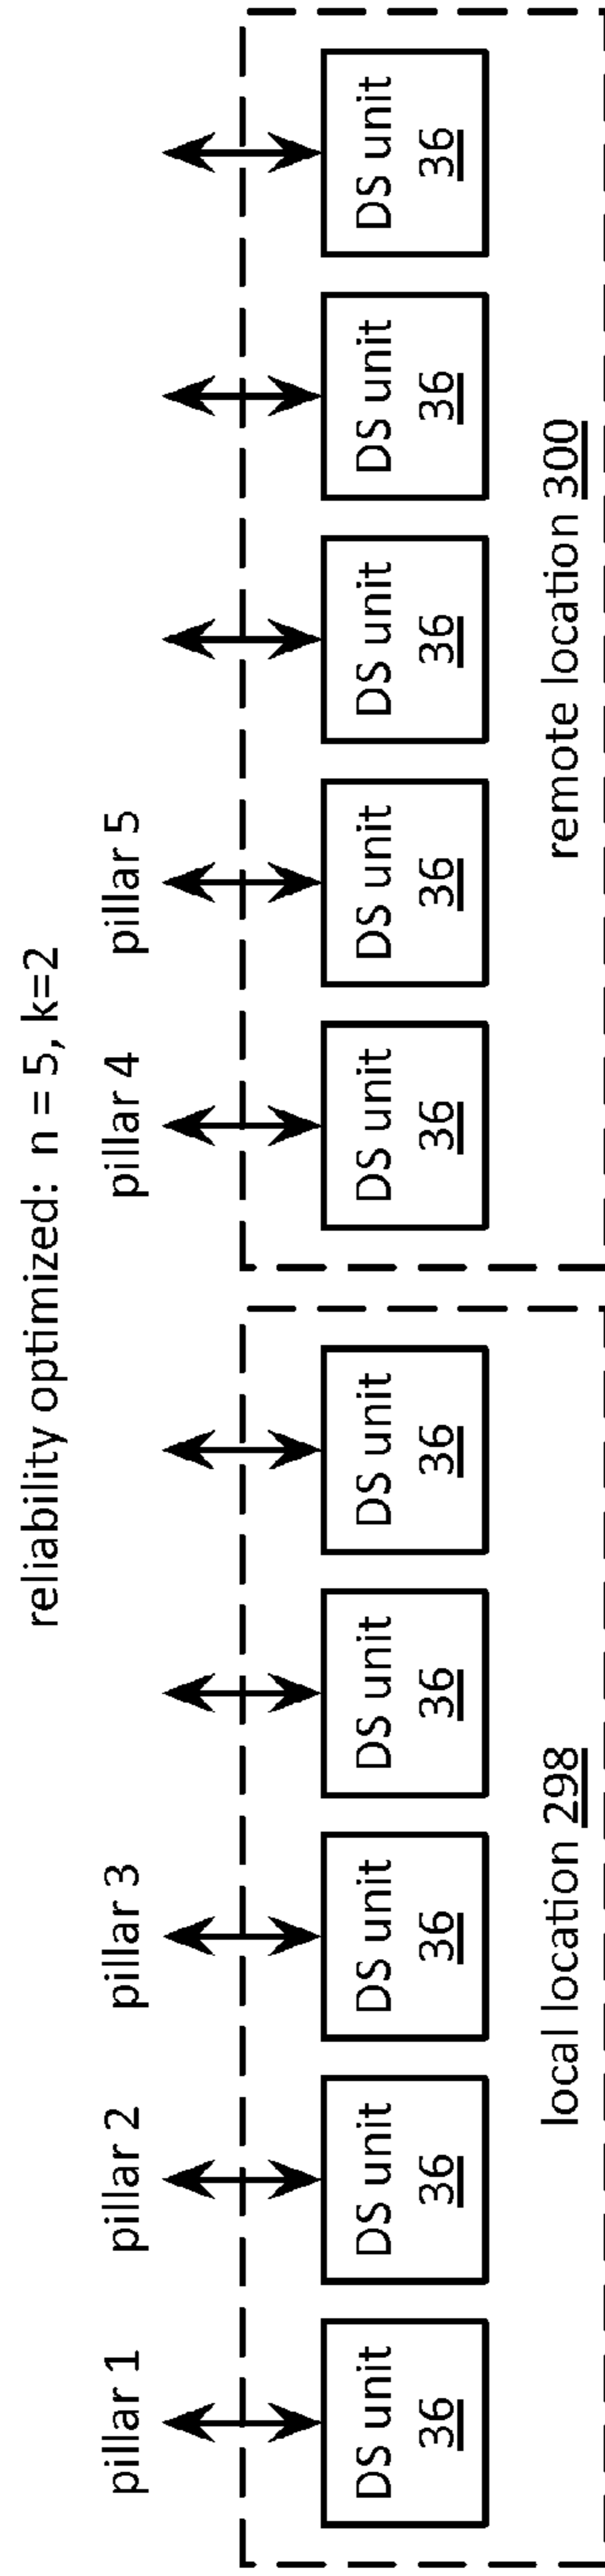 reliability optimized:  n = 5, k=2
pillar 1
pillar 2
pillar 3
pillar 4
pillar 5
DS unit
36
DS unit
36
DS unit
36
DS unit
36
DS unit
36
DS unit
36
DS unit
36
DS unit
36
DS unit
36
DS unit
36
local location 298
remote location 300